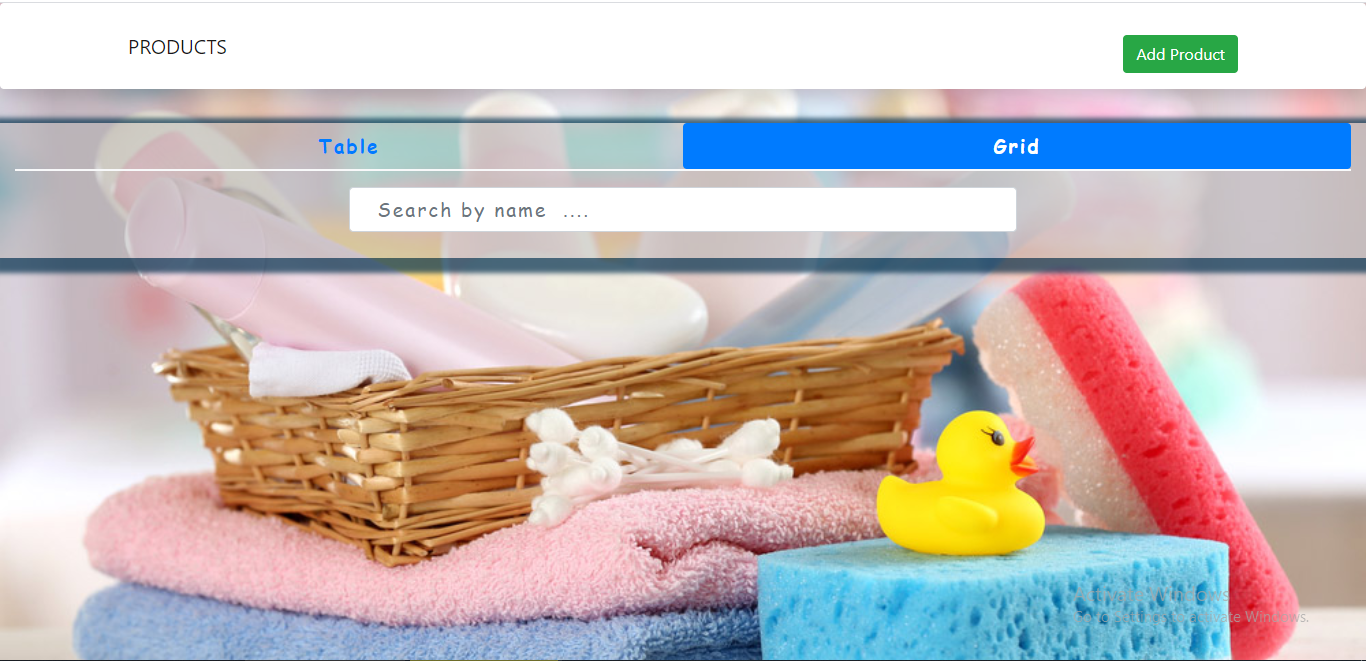 PRODUCTS
Add Product
Table
Grid
Search by name ....
Activate Windows
Go to Settings to activate Windows.